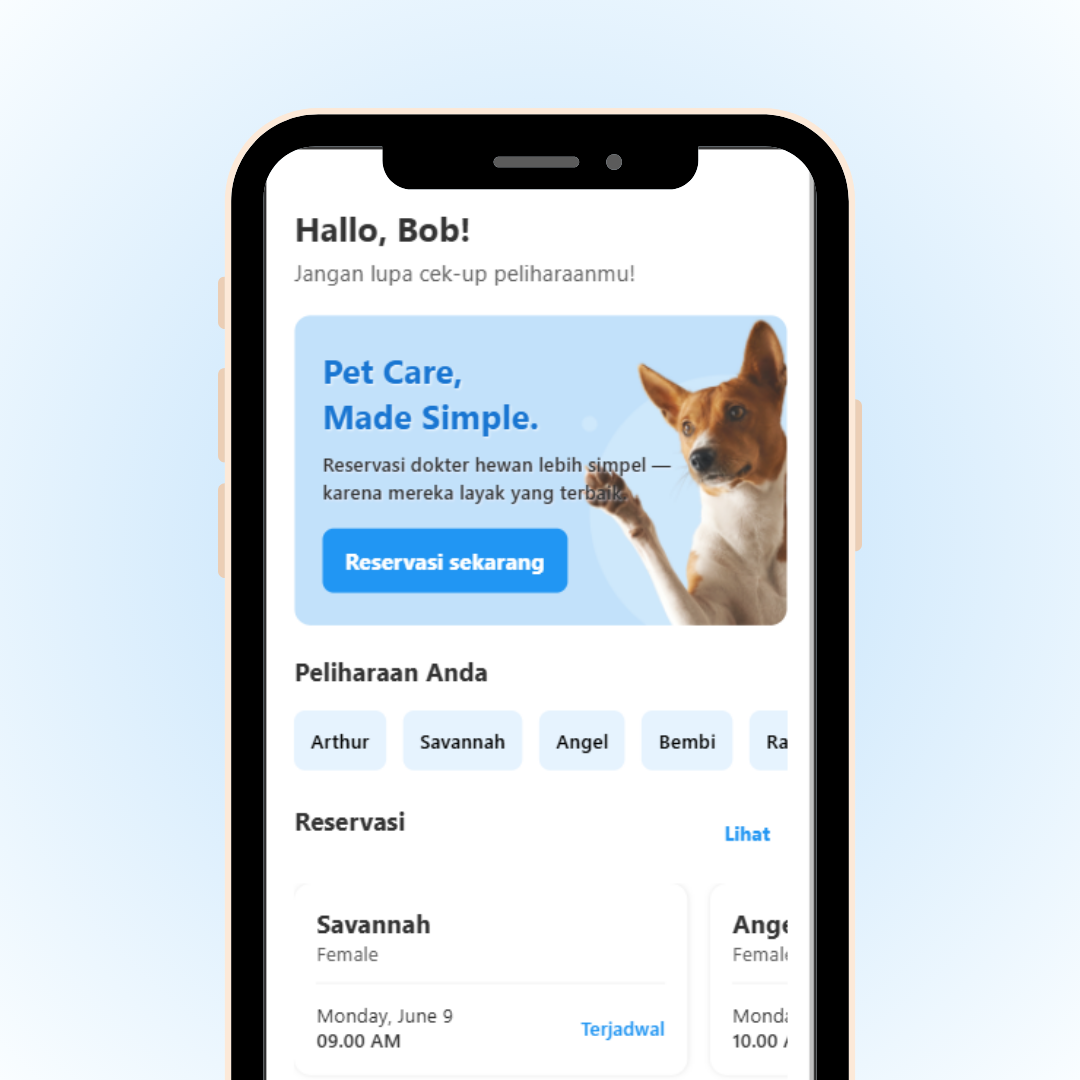 Hallo, Bob!
Jangan lupa cek-up peliharaanmu!
Pet Care,
Made Simple.
Reservasi dokter hewan lebih simpel —
karena mereka layak yang terbaik.
Reservasi sekarang
Peliharaan Anda
Arthur Savannah Angel Bembi Ra
Reservasi
Lihat
Savannah
Female
Monday, June 9
09.00 AM
Terjadwal
Ange
Female
Monda
10.00 A